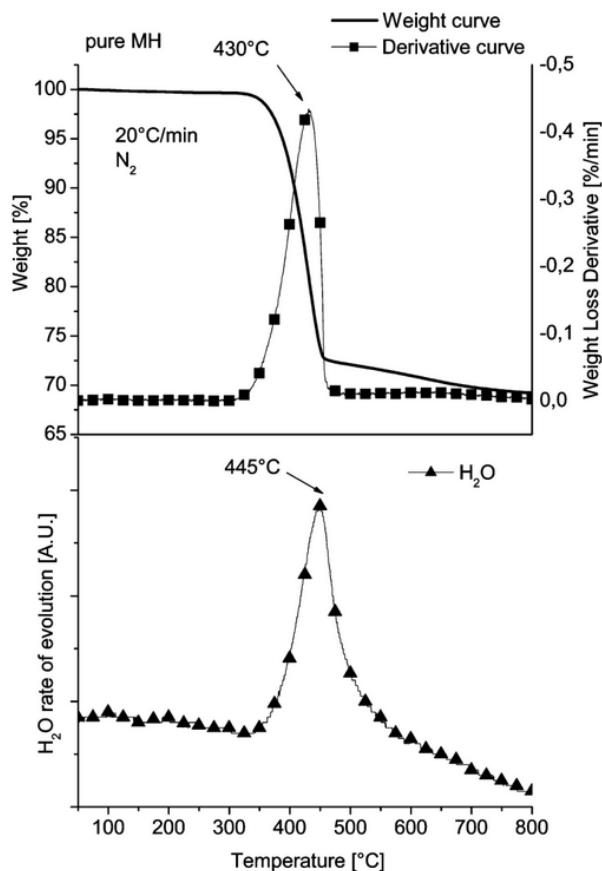 pure MH
430°C
Weight curve
Derivative curve
20°C/min
N₂
Weight [%]
100
95
90
85
80
75
70
65
-0,5
-0,4
-0,3
-0,2
-0,1
0,0
Weight Loss Derivative [%/min]
445°C
H₂O
H₂O rate of evolution [A.U.]
100 200 300 400 500 600 700 800
Temperature [°C]